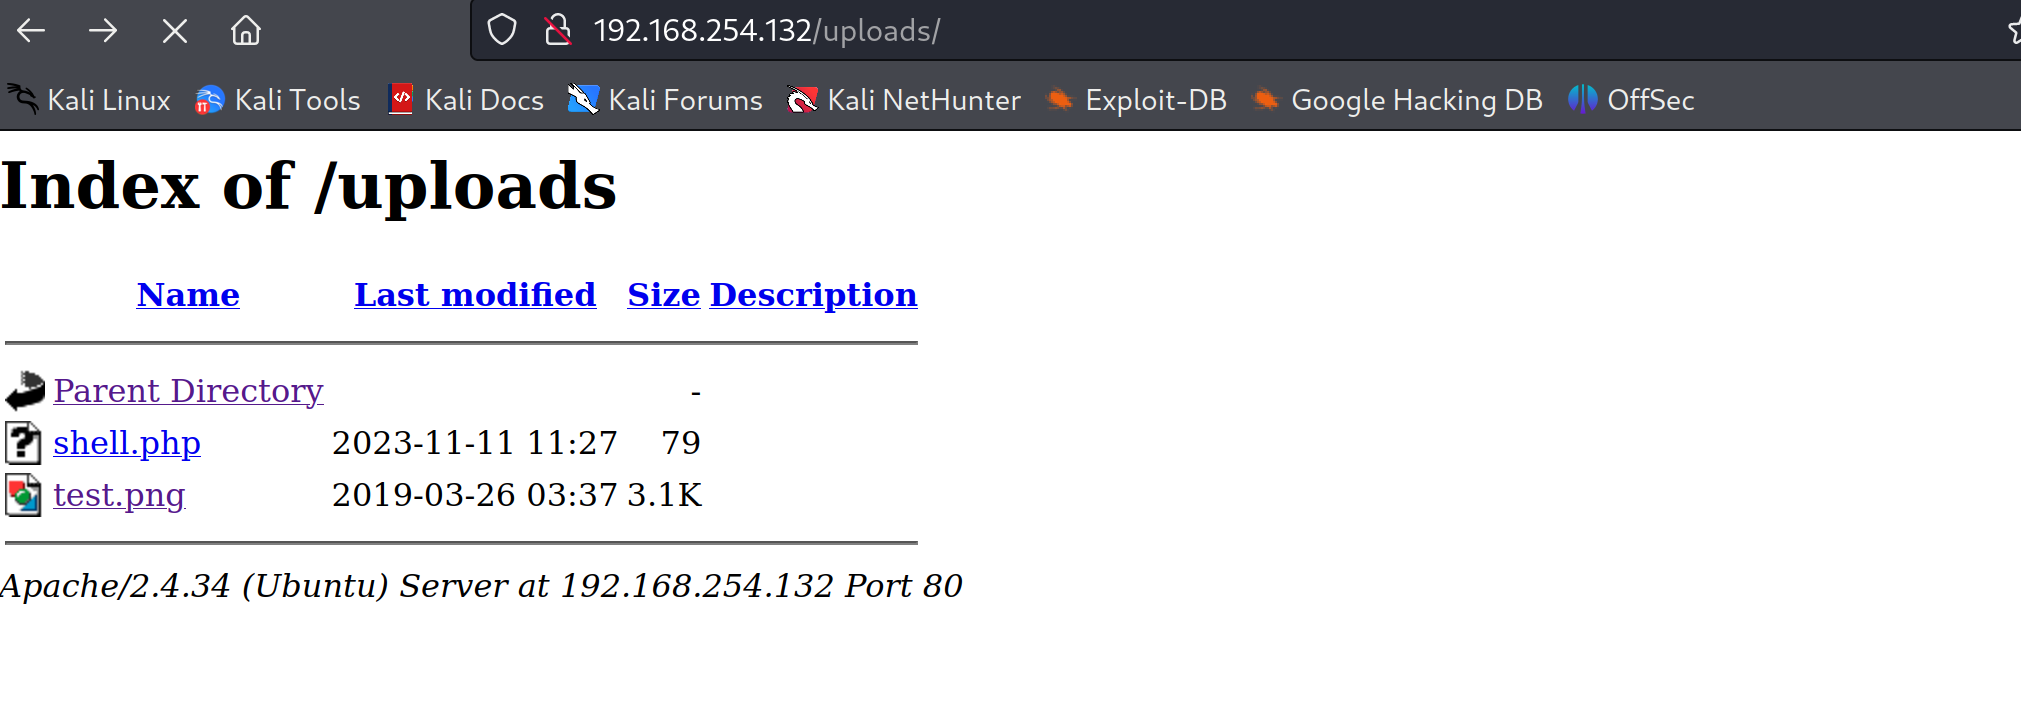 192.168.254.132/uploads/
Kali Linux Kali Tools Kali Docs Kali Forums Kali NetHunter Exploit-DB Google Hacking DB OffSec
Index of /uploads
Name Last modified Size Description
Parent Directory -
shell.php 2023-11-11 11:27 79
test.png 2019-03-26 03:37 3.1K
Apache/2.4.34 (Ubuntu) Server at 192.168.254.132 Port 80